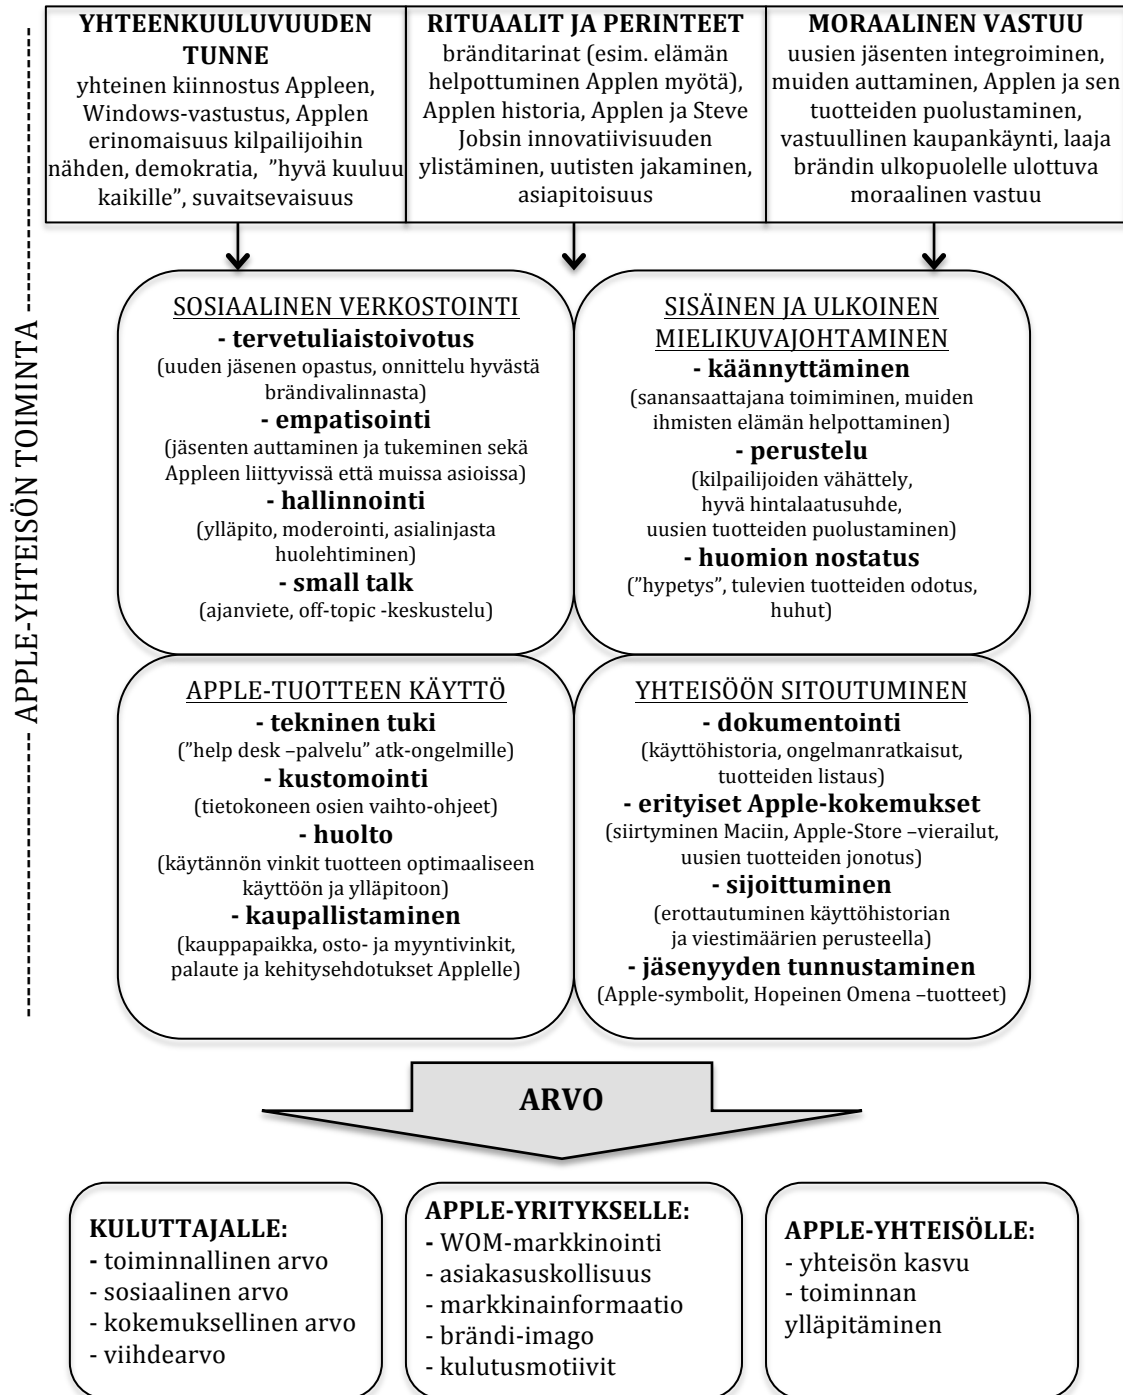 YHTEENKUULUVUUDEN
TUNNE
yhteinen kiinnostus Appleen,
Windows-vastustus, Applen
erinomaisuus kilpailijoihin
nähden, demokratia, ”hyvä kuuluu
kaikille”, suvaitsevaisuus
RITUAALIT JA PERINTEET
bränditarinat (esim. elämän
helpottuminen Applen myötä),
Applen historia, Applen ja Steve
Jobsin innovatiivisuuden
ylistäminen, uutisten jakaminen,
asiapitoisuus
MORAALINEN VASTUU
uusien jäsenten integroiminen,
muiden auttaminen, Applen ja sen
tuotteiden puolustaminen,
vastuullinen kaupankäynti, laaja
brändin ulkopuolelle ulottuva
moraalinen vastuu
APPLE-YHTEISÖN TOIMINTA
SOSIAALINEN VERKOSTOINTI
- tervetuliaistoivotus
(uuden jäsenen opastus, onnittelu hyvästä
brändivalinnasta)
- empatisointi
(jäsenten auttaminen ja tukeminen sekä
Appleen liittyvissä että muissa asioissa)
- hallinnointi
(ylläpito, moderointi, asialinjasta
huolehtiminen)
- small talk
(ajanviete, off-topic -keskustelu)
SISÄINEN JA ULKOINEN
MIELIKUVAJOHTAMINEN
- käännyttäminen
(sanansaattajana toimiminen, muiden
ihmisten elämän helpottaminen)
- perustelu
(kilpailijoiden vähättely,
hyvä hintalaatusuhde,
uusien tuotteiden puolustaminen)
- huomion nostatus
(”hypetys”, tulevien tuotteiden odotus,
huhut)
APPLE-TUOTTEEN KÄYTTÖ
- tekninen tuki
(”help desk –palvelu” atk-ongelmille)
- kustomointi
(tietokoneen osien vaihto-ohjeet)
- huolto
(käytännön vinkit tuotteen optimaaliseen
käyttöön ja ylläpitoon)
- kaupallistaminen
(kauppapaikka, osto- ja myyntivinkit,
palaute ja kehitysehdotukset Applelle)
YHTEISÖÖN SITOUTUMINEN
- dokumentointi
(käyttöhistoria, ongelmanratkaisut,
tuotteiden listaus)
- erityiset Apple-kokemukset
(siirtyminen Maciin, Apple-Store –vierailut,
uusien tuotteiden jonotus)
- sijoittuminen
(erottautuminen käyttöhistorian
ja viestimäärien perusteella)
- jäsenyyden tunnustaminen
(Apple-symbolit, Hopeinen Omena –tuotteet)
ARVO
KULUTTAJALLE:
- toiminnallinen arvo
- sosiaalinen arvo
- kokemuksellinen arvo
- viihdearvo
APPLE-YRITYKSELLE:
- WOM-markkinointi
- asiakasuskollisuus
- markkinainformaatio
- brändi-imago
- kulutusmotiivit
APPLE-YHTEISÖLLE:
- yhteisön kasvu
- toiminnan
ylläpitäminen